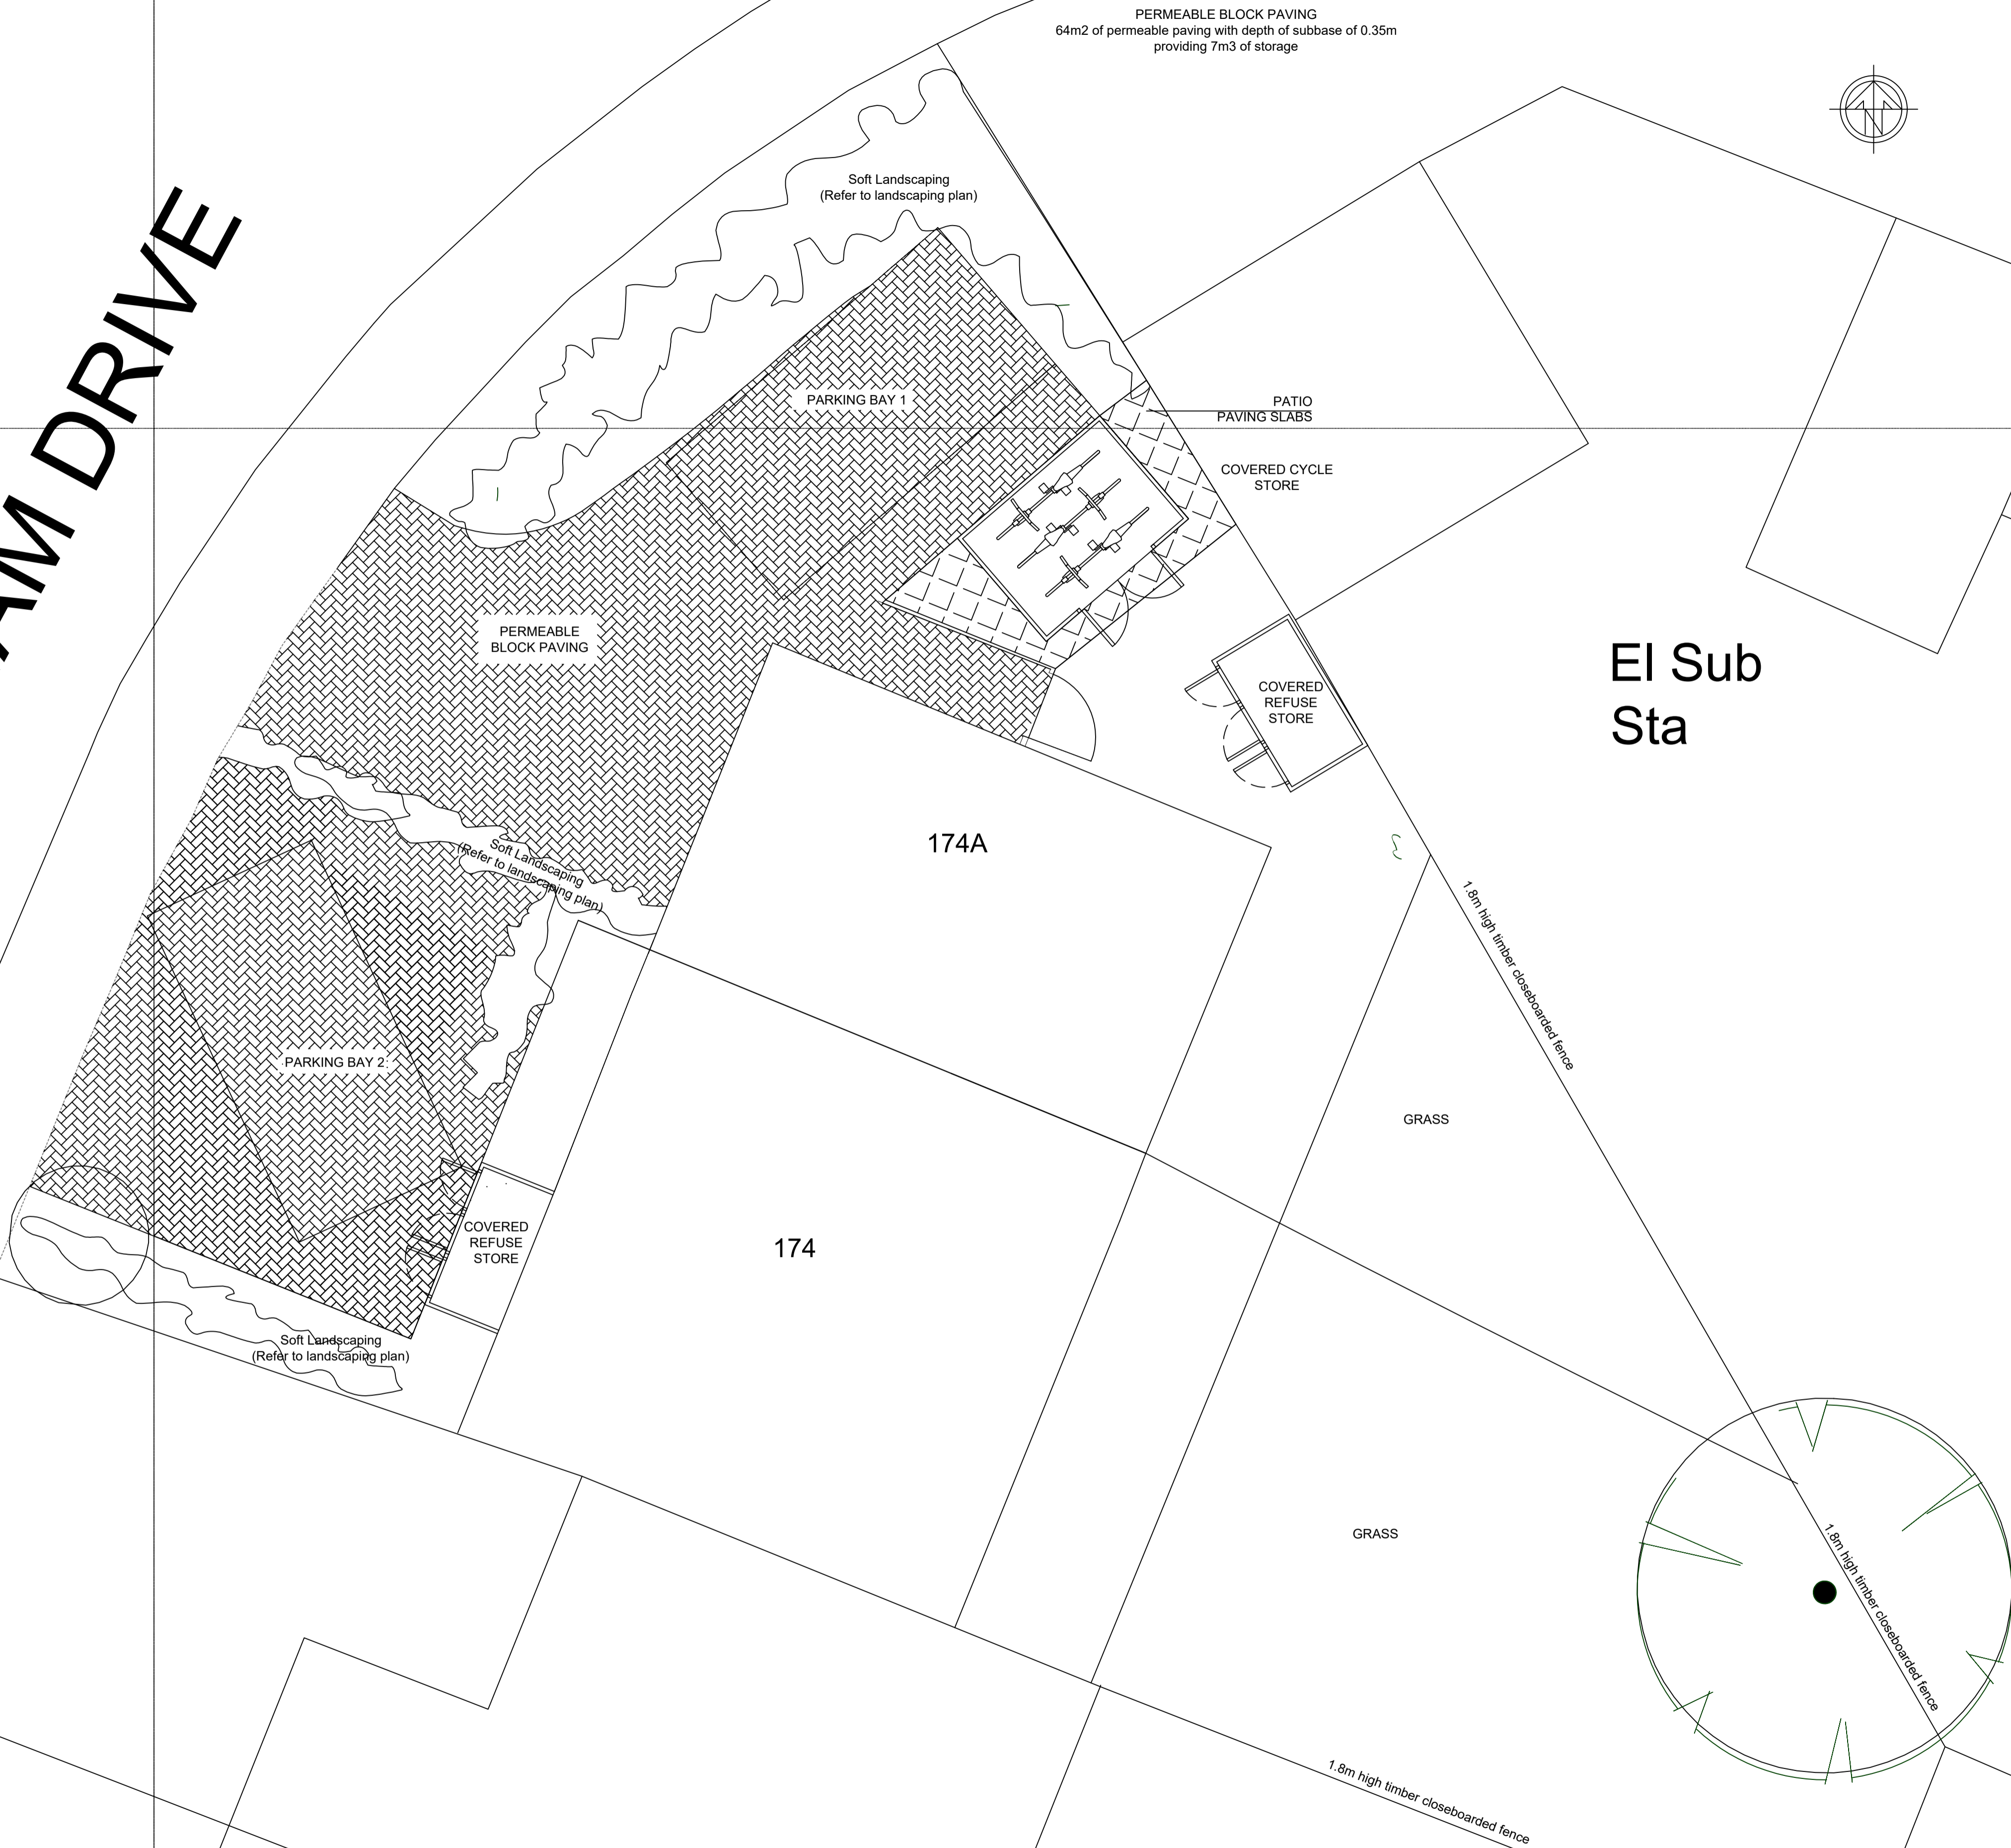 PERMEABLE BLOCK PAVING
64m2 of permeable paving with depth of subbase of 0.35m
providing 7m3 of storage
N
Soft Landscaping
(Refer to landscaping plan)
DRIVE
PARKING BAY 1
PATIO
PAVING SLABS
COVERED CYCLE
STORE
PERMEABLE
BLOCK PAVING
El Sub
Sta
COVERED
REFUSE
STORE
174A
Soft Landscaping
(Refer to landscaping plan)
1.8m high timber closeboarded fence
PARKING BAY 2
GRASS
COVERED
REFUSE
STORE
174
Soft Landscaping
(Refer to landscaping plan)
GRASS
1.8m high timber closeboarded fence
1.8m high timber closeboarded fence